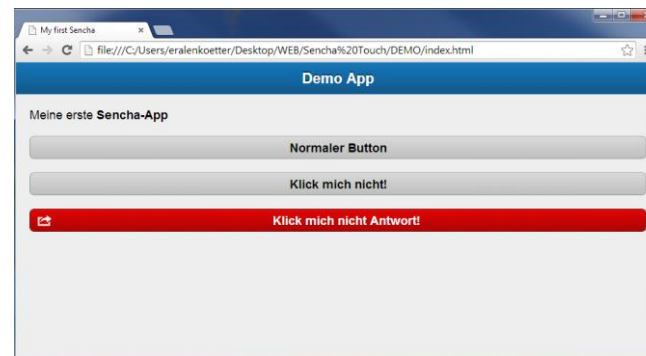 My first Sencha
file:///C:/Users/eralenkoetter/Desktop/WEB/Sencha%20Touch/DEMO/index.html
Demo App
Meine erste Sencha-App
Normaler Button
Klick mich nicht!
Klick mich nicht Antwort!